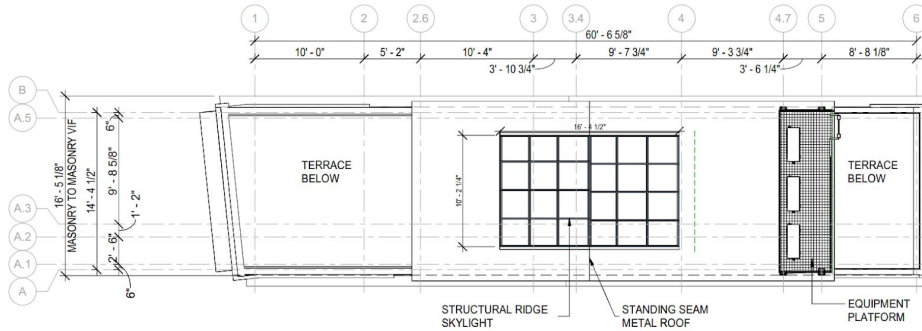 1 2 2.6 3 3.4 4 4.7 5 6
60' - 6 5/8"
10' - 0" 5' - 2" 10' - 4" 9' - 7 3/4" 9' - 3 3/4" 8' - 8 1/8"
3' - 10 3/4" 3' - 6 1/4"
B
A.5
A.3
A.2
A.1
A
16' - 5 1/8"
MASONRY TO MASONRY VIF
14' - 4 1/2"
6"
9' - 8 5/8"
1' - 2"
2' - 6"
6"
TERRACE
BELOW
16' - 4 1/2"
10' - 2 1/4"
TERRACE
BELOW
STRUCTURAL RIDGE
SKYLIGHT
STANDING SEAM
METAL ROOF
EQUIPMENT
PLATFORM